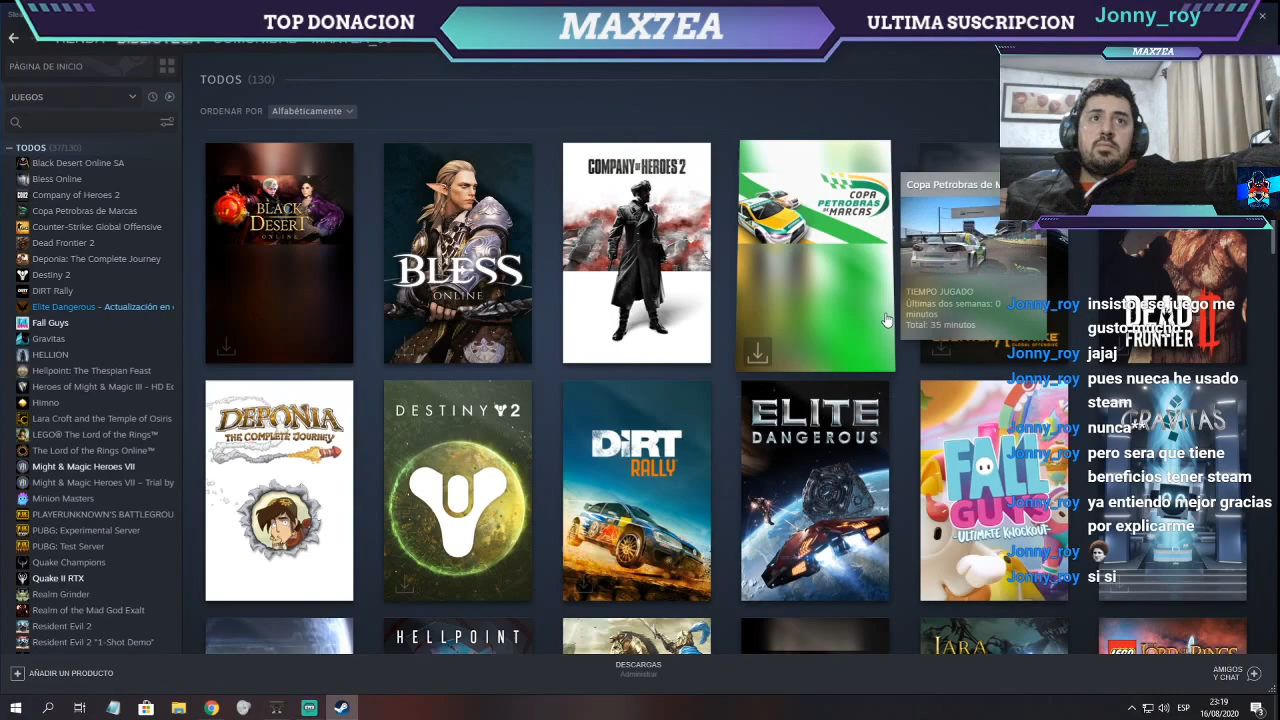 TOP DONACION
MAX7EA
ULTIMA SUSCRIPCION
Jonny_roy
MAX7EA
PÁGINA DE INICIO
JUEGOS
TODOS (130)
ORDENAR POR Alfabéticamente
TODOS (37/130)
Black Desert Online SA
Bless Online
Company of Heroes 2
Copa Petrobras de Marcas
Counter-Strike: Global Offensive
Dead Frontier 2
Deponia: The Complete Journey
Destiny 2
DiRT Rally
Elite Dangerous - Actualización en
Fall Guys
Gravitas
HELLION
Hellpoint: The Thespian Feast
Heroes of Might & Magic III - HD Ed
Himno
Lara Croft and the Temple of Osiris
LEGO® The Lord of the Rings™
The Lord of the Rings Online™
Might & Magic Heroes VII
Might & Magic Heroes VII – Trial by
Minion Masters
PLAYERUNKNOWN'S BATTLEGROU
PUBG: Experimental Server
PUBG: Test Server
Quake Champions
Quake II RTX
Realm Grinder
Realm of the Mad God Exalt
Resident Evil 2
Resident Evil 2 "1-Shot Demo"
BLACK
DESERT
ONLINE
BLESS
ONLINE
COMPANY OF HEROES 2
COPA
PETROBRAS
DE MARCAS
Copa Petrobras de M
TIEMPO JUGADO
Últimas dos semanas: 0
minutos
Total: 35 minutos
GLOBAL OFFENSIVE
DEAD
FRONTIER II
DEPONIA
THE COMPLETE JOURNEY
DESTINY 2
DiRT
RALLY
ELITE
DANGEROUS
FALL
GUYS
ULTIMATE KNOCKOUT
GRAVITAS
HELLPOINT
LARA
LEGO
Jonny_roy insisto ese juego me
gusto mucho
Jonny_roy jajaj
Jonny_roy pues nueca he usado
steam
Jonny_roy nunca**
Jonny_roy pero sera que tiene
beneficios tener steam
Jonny_roy ya entiendo mejor gracias
por explicarme
Jonny_roy
Jonny_roy si si
AÑADIR UN PRODUCTO
DESCARGAS
Administrar
AMIGOS
Y CHAT
ESP
23:19
16/08/2020
3